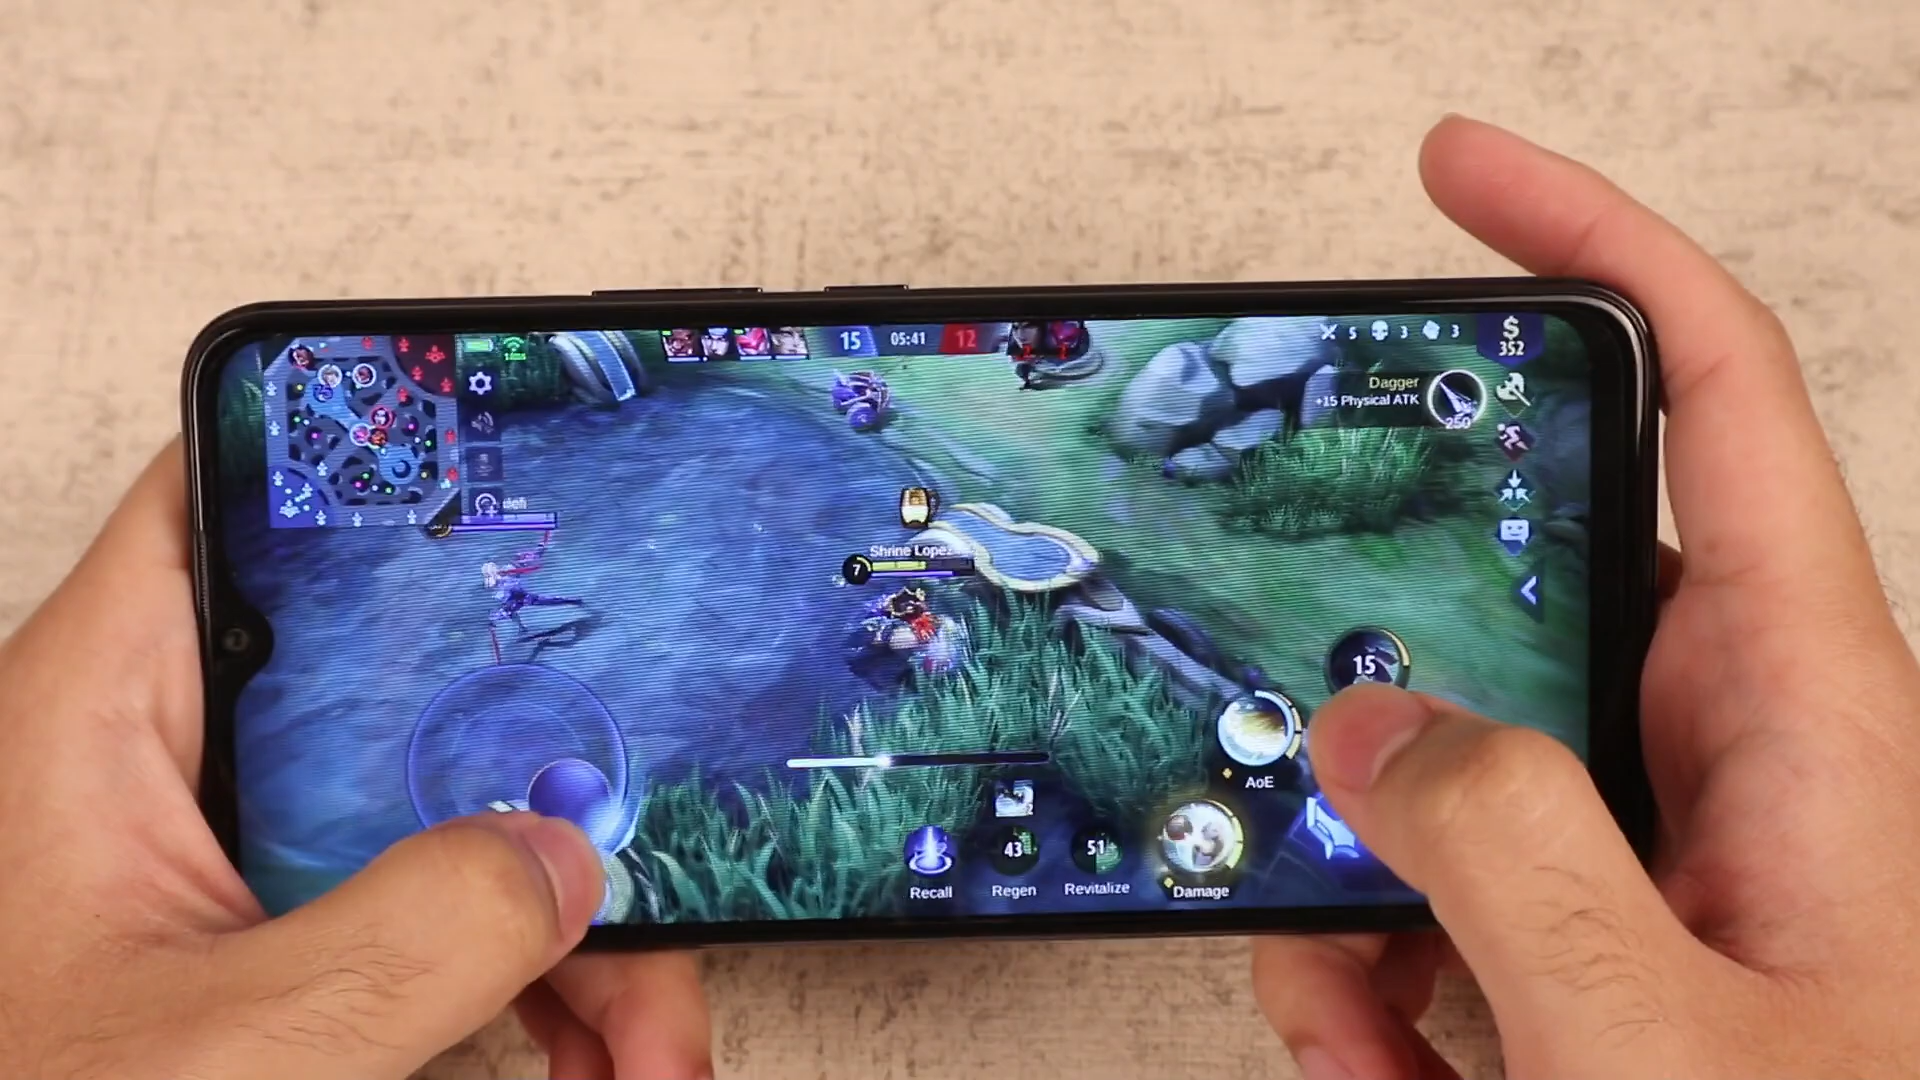 15 05:41 12
5 3 3
$
352
Dagger
+15 Physical ATK
250
Shrine Lopez
7
15
AoE
43 51
Recall Regen Revitalize Damage